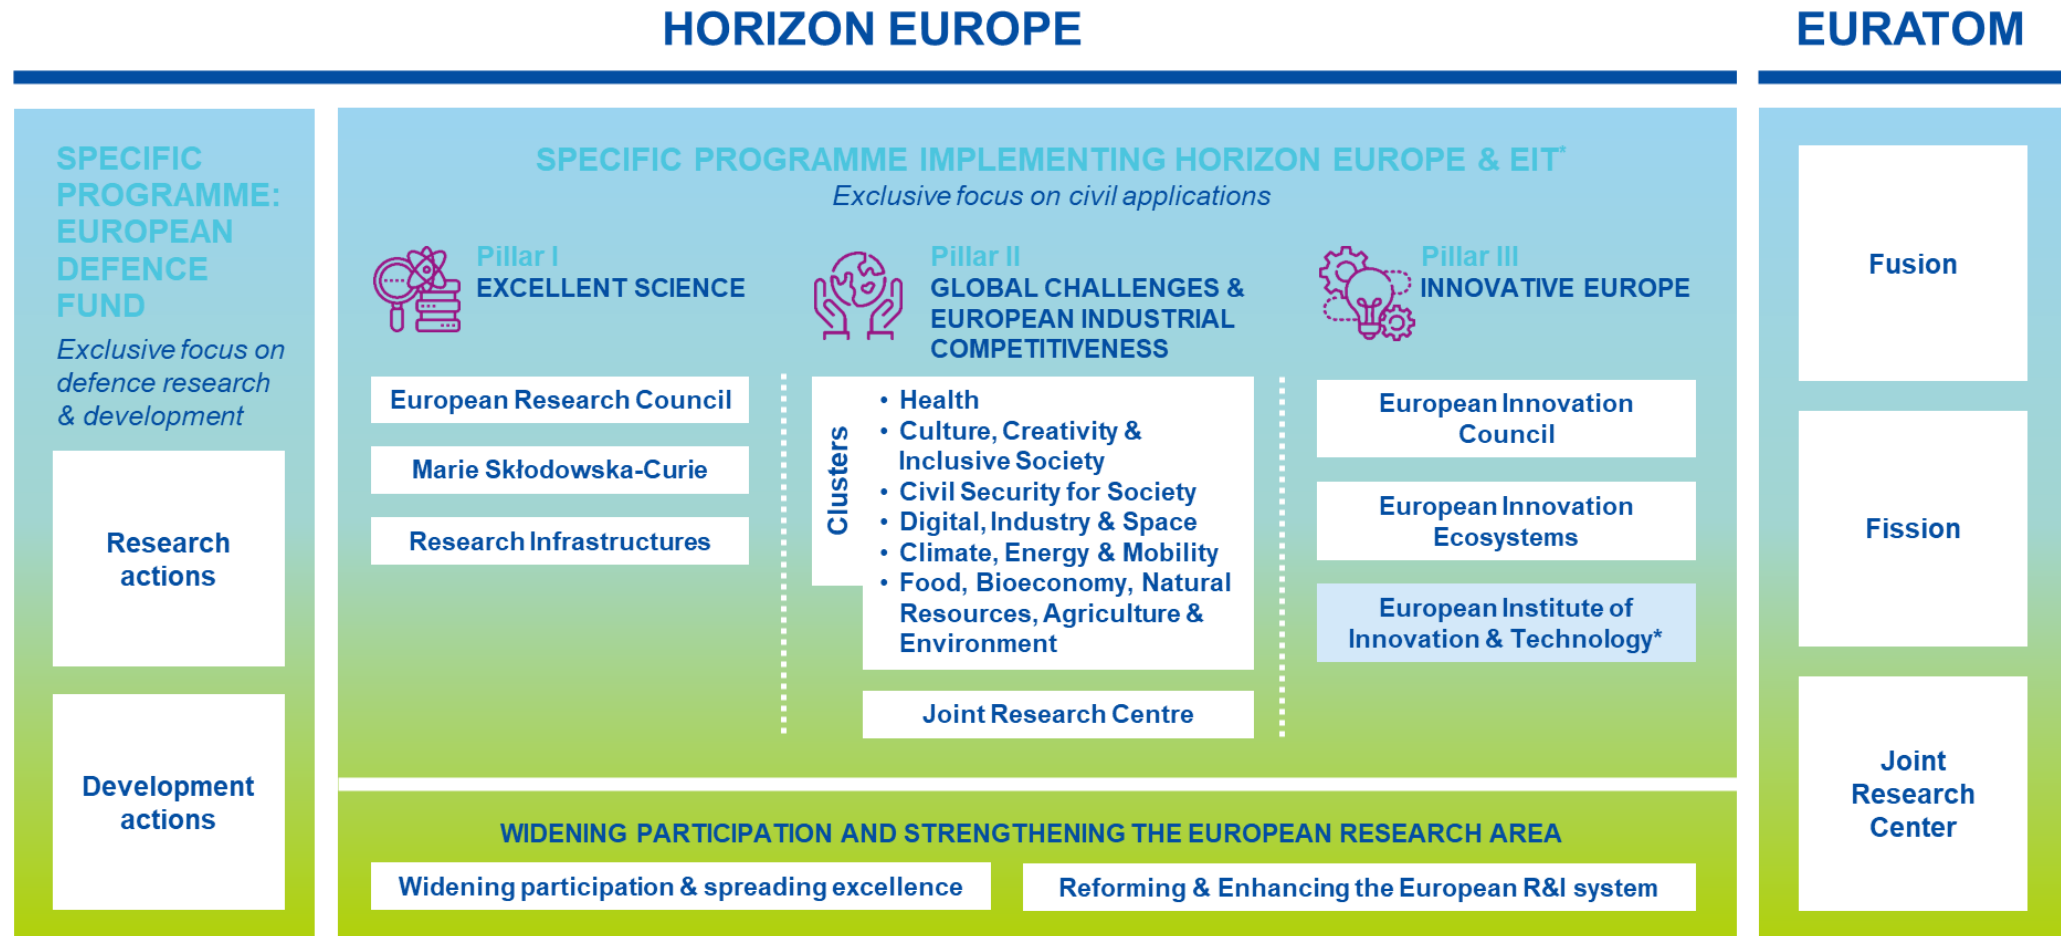 HORIZON EUROPE
EURATOM
SPECIFIC
PROGRAMME:
EUROPEAN
DEFENCE
FUND
Exclusive focus on
defence research
& development
Research
actions
Development
actions
SPECIFIC PROGRAMME IMPLEMENTING HORIZON EUROPE & EIT*
Exclusive focus on civil applications
Pillar I
EXCELLENT SCIENCE
European Research Council
Marie Skłodowska-Curie
Research Infrastructures
Pillar II
GLOBAL CHALLENGES &
EUROPEAN INDUSTRIAL
COMPETITIVENESS
Clusters
• Health
• Culture, Creativity &
Inclusive Society
• Civil Security for Society
• Digital, Industry & Space
• Climate, Energy & Mobility
• Food, Bioeconomy, Natural
Resources, Agriculture &
Environment
Joint Research Centre
Pillar III
INNOVATIVE EUROPE
European Innovation
Council
European Innovation
Ecosystems
European Institute of
Innovation & Technology*
WIDENING PARTICIPATION AND STRENGTHENING THE EUROPEAN RESEARCH AREA
Widening participation & spreading excellence
Reforming & Enhancing the European R&I system
Fusion
Fission
Joint
Research
Center